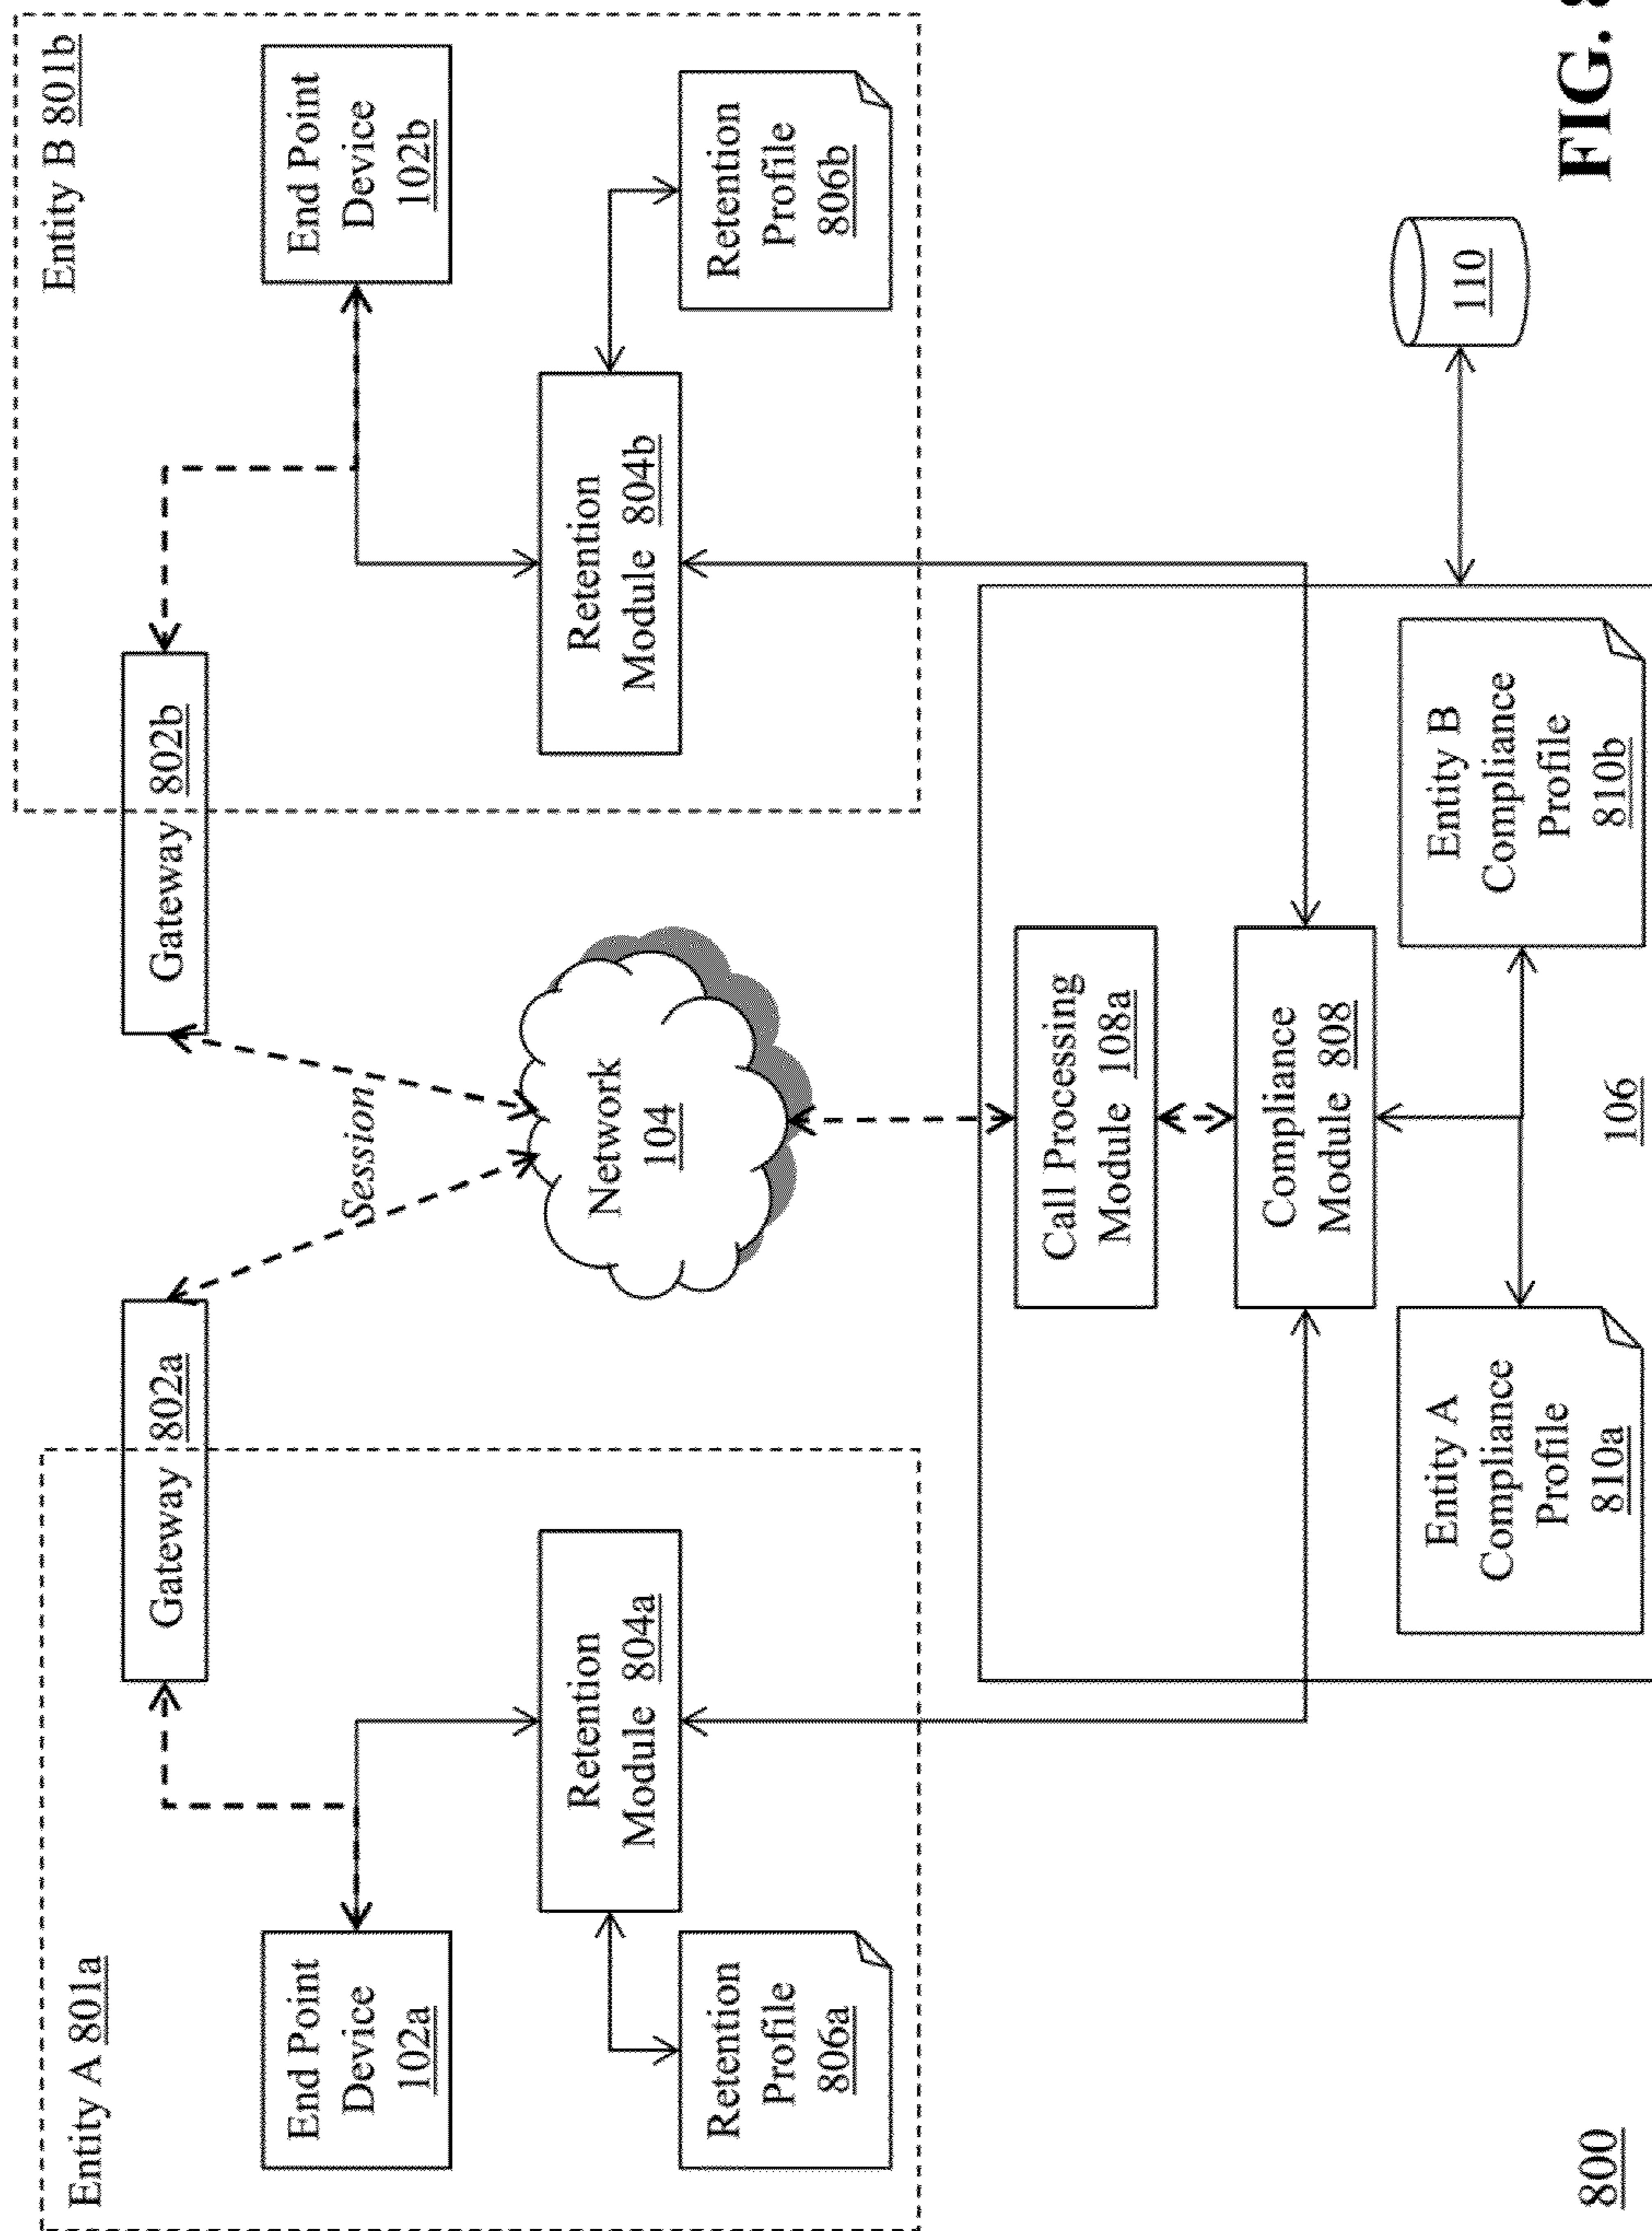 Entity A 801a
End Point
Device
102a
Retention
Profile
806a
Retention
Module 804a
Gateway 802a
Session
Network
104
Gateway 802b
Entity B 801b
End Point
Device
102b
Retention
Module 804b
Retention
Profile
806b
Call Processing
Module 108a
Compliance
Module 808
Entity A
Compliance
Profile
810a
Entity B
Compliance
Profile
810b
106
110
800
FIG.